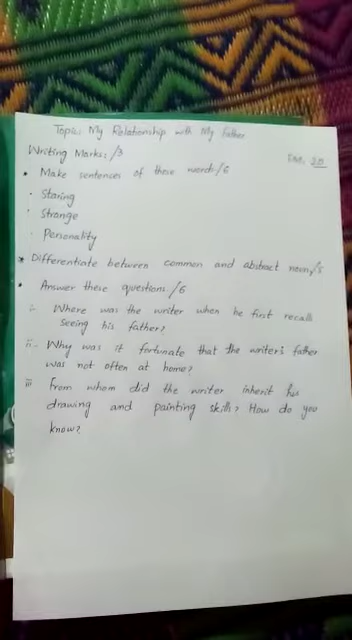 Topic: My Relationship with My Father
Writing Marks: /3
• Make sentences of these words/6
· Staring
· Strange
· Personality
* Differentiate between common and abstract noun/5
• Answer these questions /6
i- Where was the writer when he first recalls
seeing his father?
ii- Why was it fortunate that the writer's father
was not often at home?
iii From whom did the writer inherit his
drawing and painting skills? How do you
know?